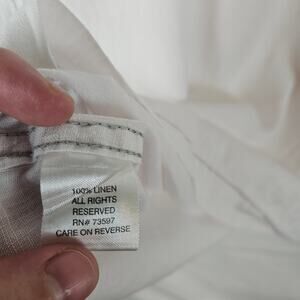 100% LINEN
ALL RIGHTS
RESERVED
RN# 73597
CARE ON REVERSE